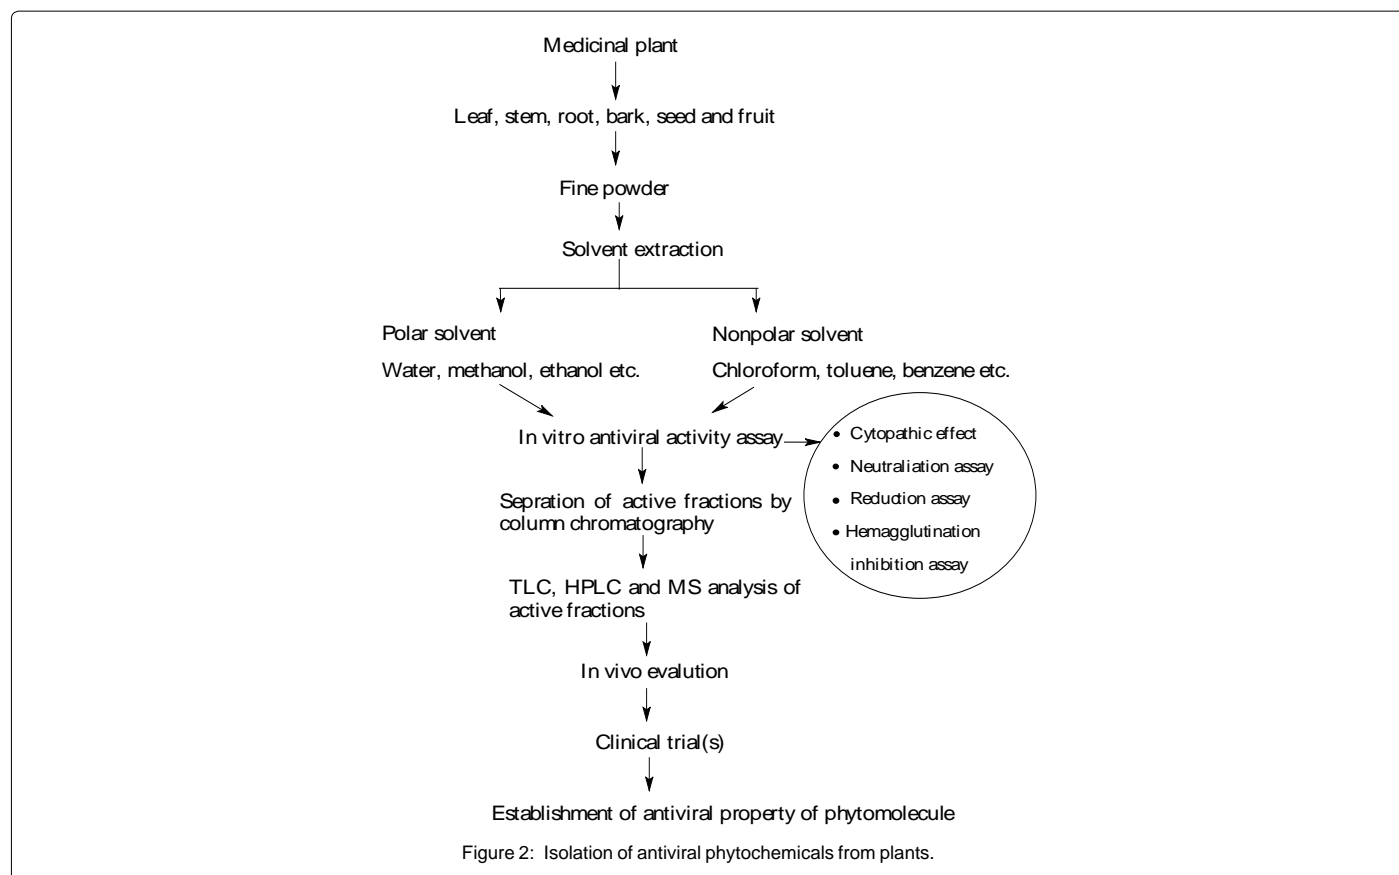 Medicinal plant
Leaf, stem, root, bark, seed and fruit
Fine powder
Solvent extraction
Polar solvent
Water, methanol, ethanol etc.
Nonpolar solvent
Chloroform, toluene, benzene etc.
In vitro antiviral activity assay
• Cytopathic effect
• Neutraliation assay
• Reduction assay
• Hemagglutination
inhibition assay
Sepration of active fractions by
column chromatography
TLC, HPLC and MS analysis of
active fractions
In vivo evalution
Clinical trial(s)
Establishment of antiviral property of phytomolecule
Figure 2: Isolation of antiviral phytochemicals from plants.